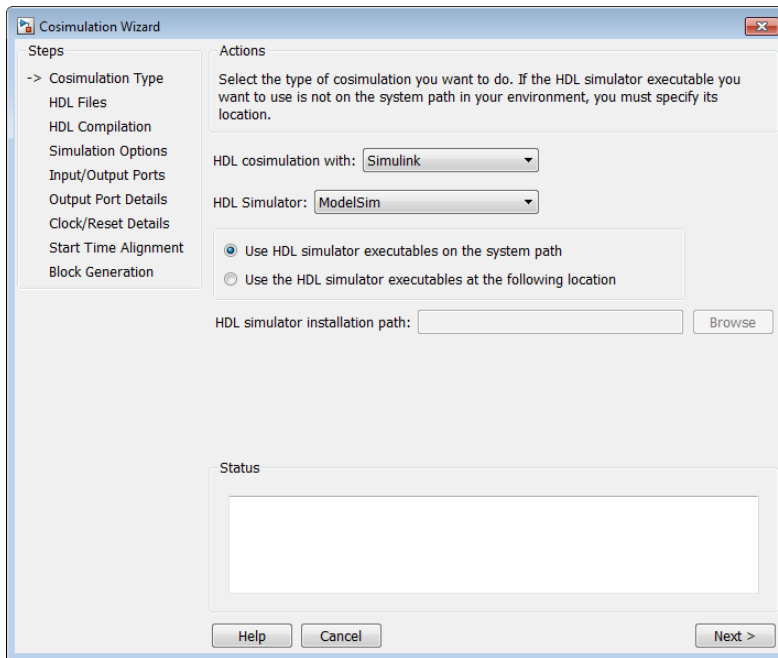 Cosimulation Wizard
Steps
-> Cosimulation Type
HDL Files
HDL Compilation
Simulation Options
Input/Output Ports
Output Port Details
Clock/Reset Details
Start Time Alignment
Block Generation
Actions
Select the type of cosimulation you want to do. If the HDL simulator executable you
want to use is not on the system path in your environment, you must specify its
location.
HDL cosimulation with: Simulink
HDL Simulator: ModelSim
Use HDL simulator executables on the system path
Use the HDL simulator executables at the following location
HDL simulator installation path: Browse
Status
Help Cancel Next >